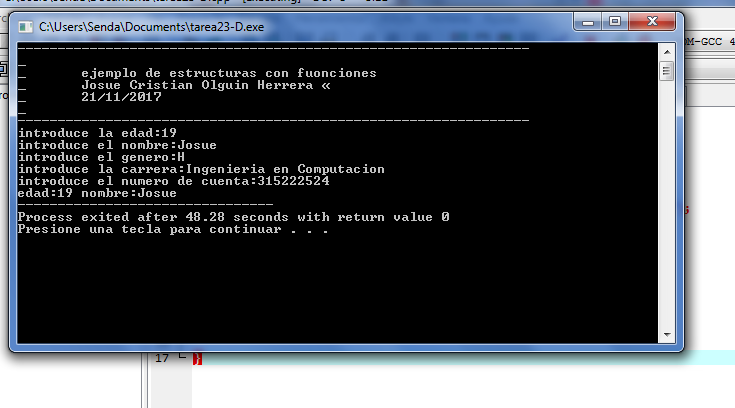 C:\Users\Senda\Documents\tarea23-D.exe
_
ejemplo de estructuras con fuonciones
_ Josue Cristian Olguin Herrera «
_ 21/11/2017
_
introduce la edad:19
introduce el nombre:Josue
introduce el genero:H
introduce la carrera:Ingenieria en Computacion
introduce el numero de cuenta:315222524
edad:19 nombre:Josue
--------------------------------
Process exited after 48.28 seconds with return value 0
Presione una tecla para continuar . . .
DM-GCC 4
17 }